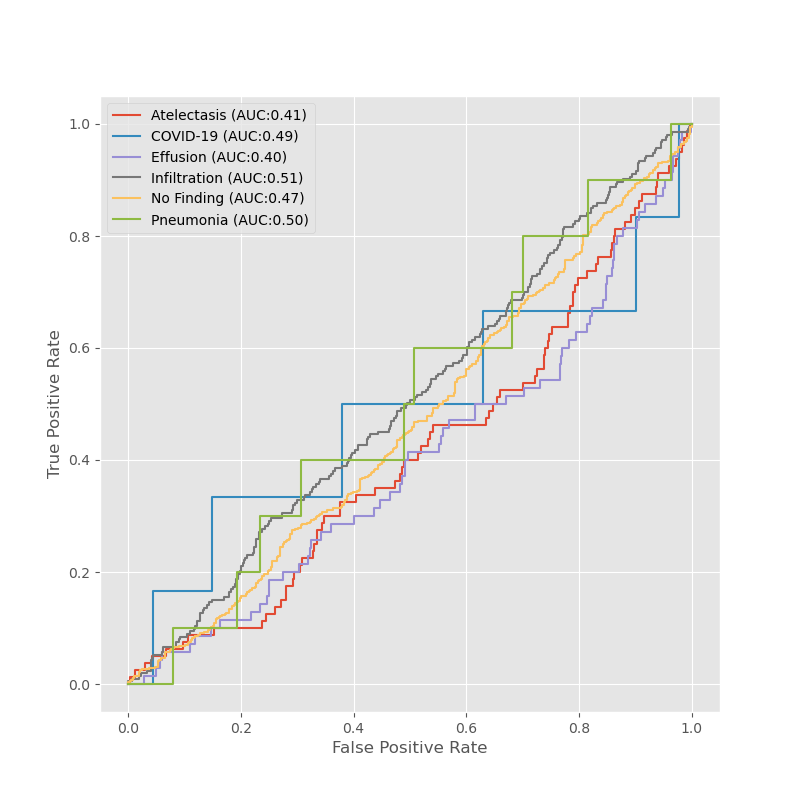 Atelectasis (AUC:0.41)
COVID-19 (AUC:0.49)
Effusion (AUC:0.40)
Infiltration (AUC:0.51)
No Finding (AUC:0.47)
Pneumonia (AUC:0.50)
1.0
0.8
0.6
0.4
0.2
0.0
True Positive Rate
0.0 0.2 0.4 0.6 0.8 1.0
False Positive Rate